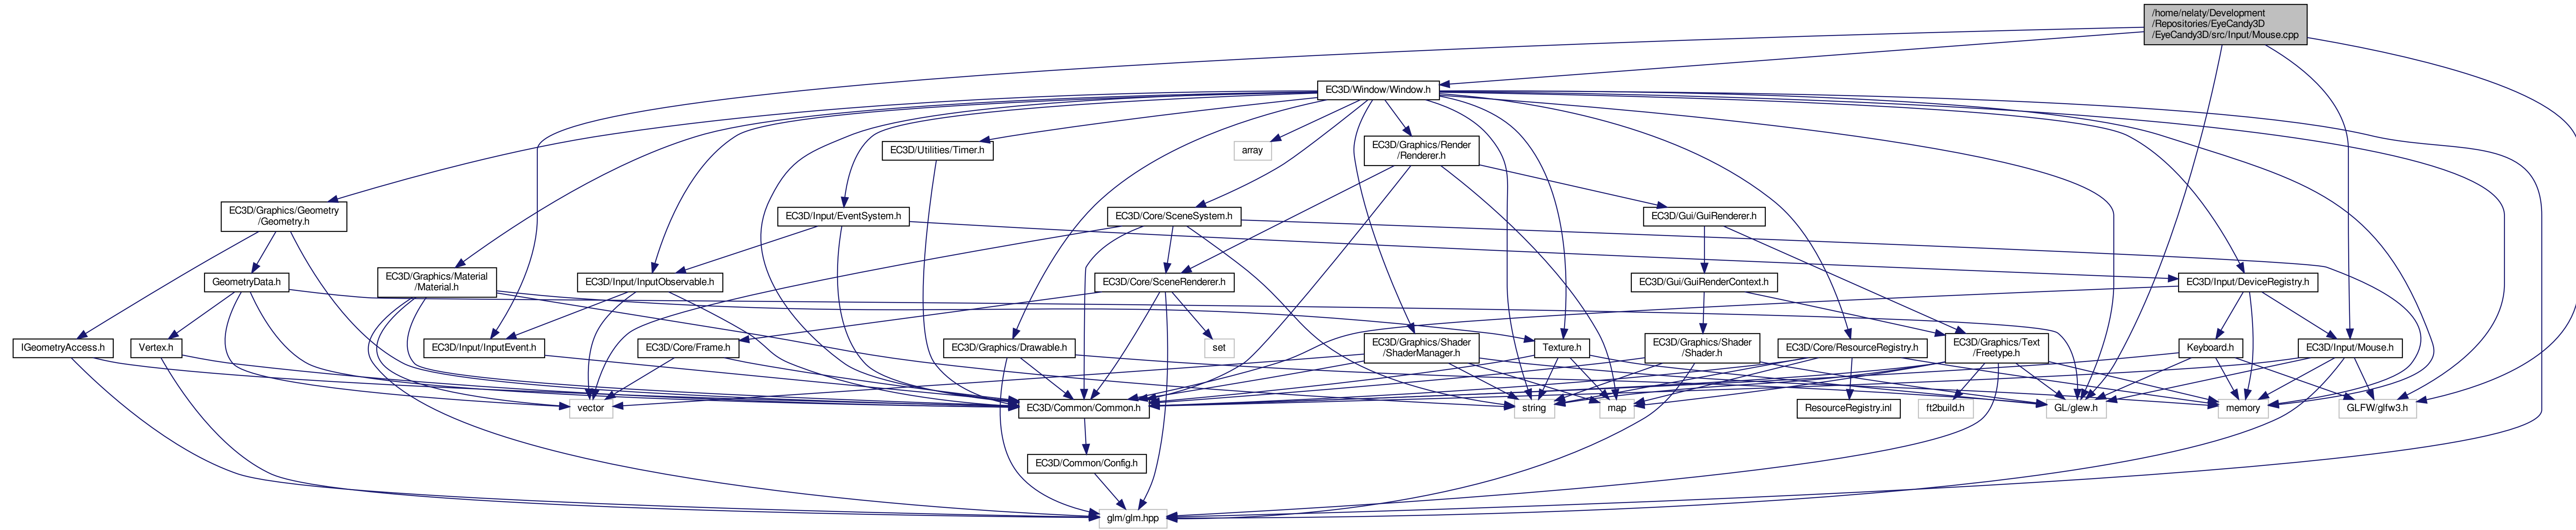 /home/nelaty/Development
/Repositories/EyeCandy3D
/EyeCandy3D/src/Input/Mouse.cpp
EC3D/Window/Window.h
EC3D/Utilities/Timer.h
array
EC3D/Graphics/Render
/Renderer.h
EC3D/Graphics/Geometry
/Geometry.h
EC3D/Input/EventSystem.h
EC3D/Core/SceneSystem.h
EC3D/Gui/GuiRenderer.h
GeometryData.h
EC3D/Graphics/Material
/Material.h
EC3D/Input/InputObservable.h
EC3D/Core/SceneRenderer.h
EC3D/Gui/GuiRenderContext.h
EC3D/Input/DeviceRegistry.h
IGeometryAccess.h
Vertex.h
EC3D/Input/InputEvent.h
EC3D/Core/Frame.h
EC3D/Graphics/Drawable.h
set
EC3D/Graphics/Shader
/ShaderManager.h
Texture.h
EC3D/Graphics/Shader
/Shader.h
EC3D/Core/ResourceRegistry.h
EC3D/Graphics/Text
/Freetype.h
Keyboard.h
EC3D/Input/Mouse.h
vector
EC3D/Common/Common.h
string
map
ResourceRegistry.inl
ft2build.h
GL/glew.h
memory
GLFW/glfw3.h
EC3D/Common/Config.h
glm/glm.hpp